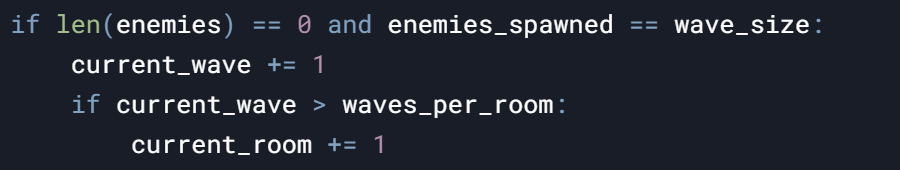 if len(enemies) == 0 and enemies_spawned == wave_size:
    current_wave += 1
    if current_wave > waves_per_room:
        current_room += 1